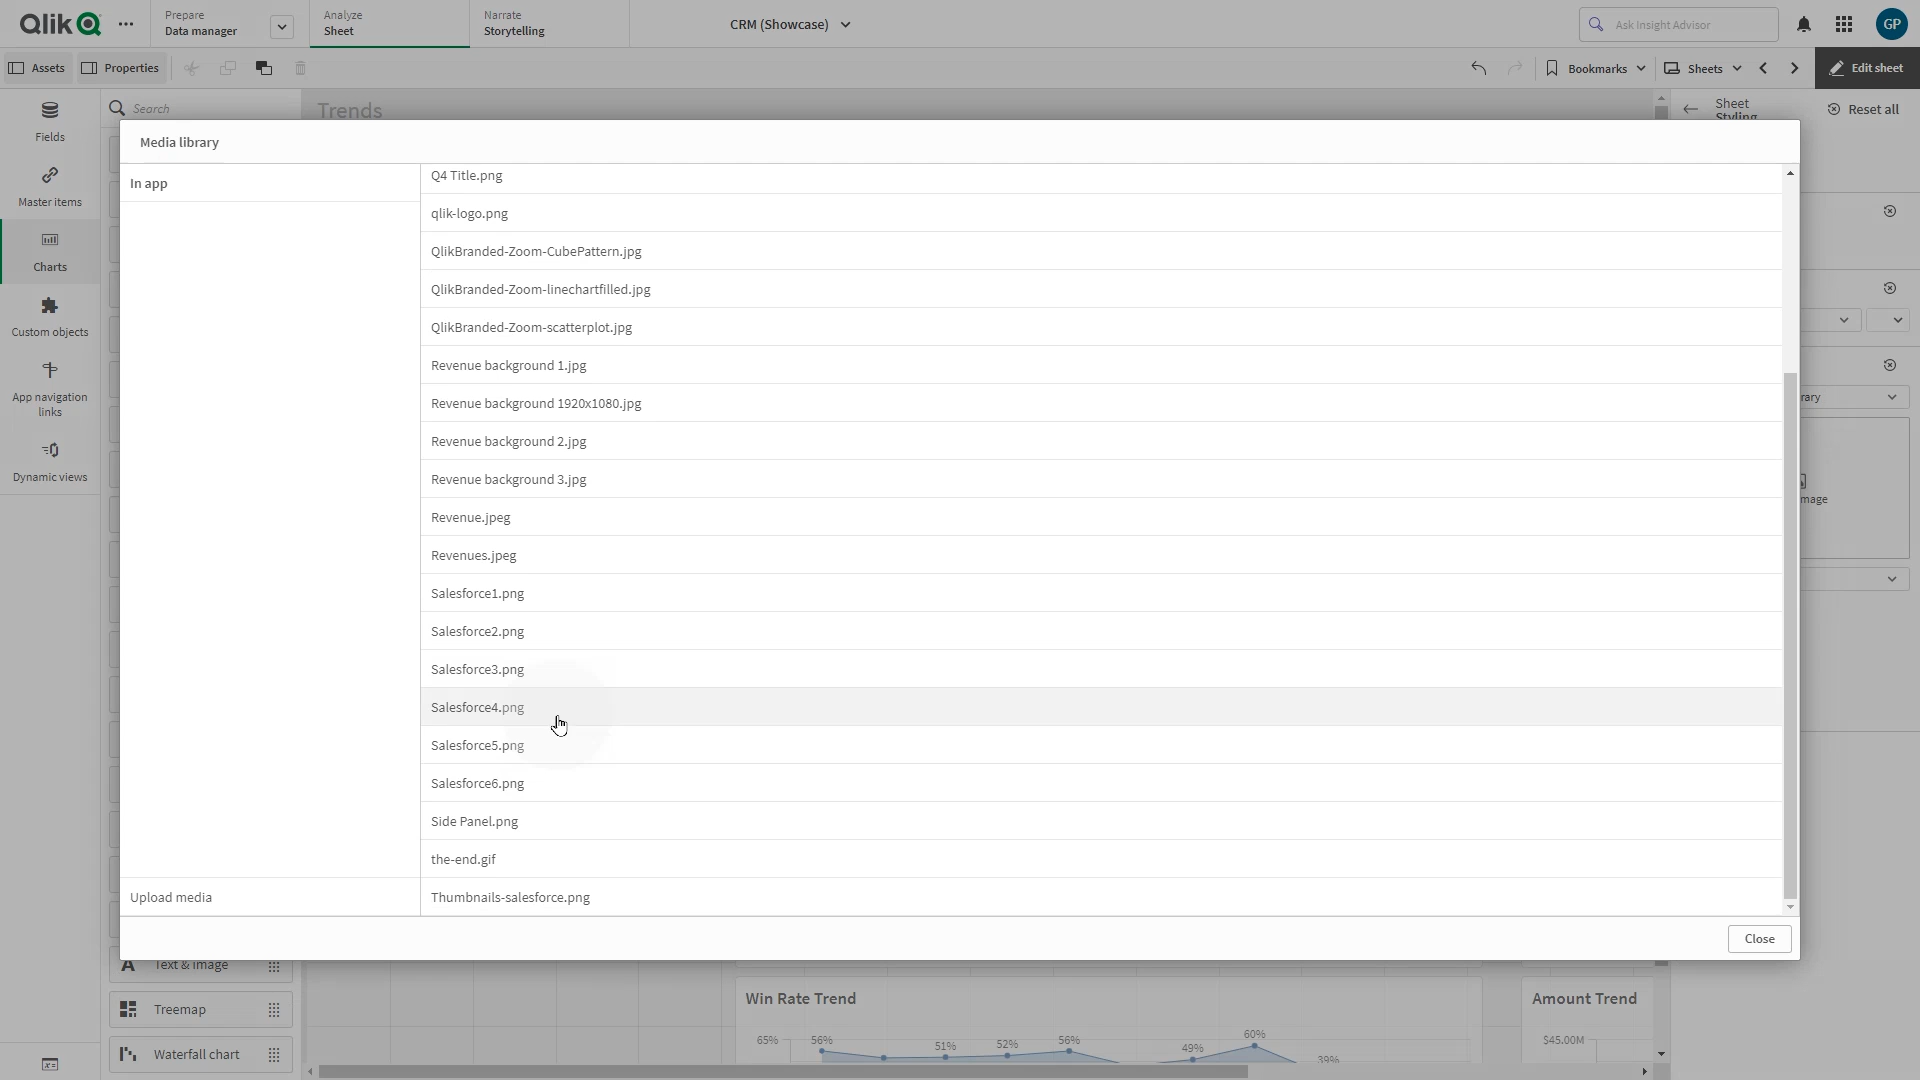 Qlik
Prepare
Data manager
Analyze
Sheet
Narrate
Storytelling
CRM (Showcase)
Ask Insight Advisor
GP
Assets
Properties
Bookmarks
Sheets
Edit sheet
Fields
Master items
Charts
Custom objects
App navigation
links
Dynamic views
Search
Trends
Sheet
Styling
Reset all
Media library
In app
Upload media
Q4 Title.png
qlik-logo.png
QlikBranded-Zoom-CubePattern.jpg
QlikBranded-Zoom-linechartfilled.jpg
QlikBranded-Zoom-scatterplot.jpg
Revenue background 1.jpg
Revenue background 1920x1080.jpg
Revenue background 2.jpg
Revenue background 3.jpg
Revenue.jpeg
Revenues.jpeg
Salesforce1.png
Salesforce2.png
Salesforce3.png
Salesforce4.png
Salesforce5.png
Salesforce6.png
Side Panel.png
the-end.gif
Thumbnails-salesforce.png
Close
rary
mage
Text & image
Treemap
Waterfall chart
Win Rate Trend
65%
56%
51%
52%
56%
49%
60%
39%
Amount Trend
$45.00M